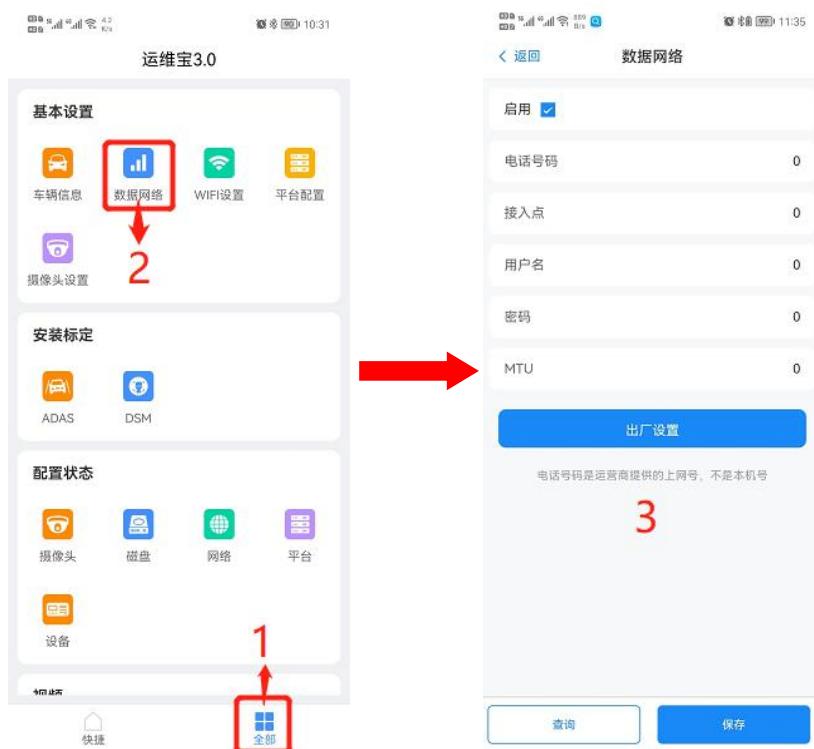 10:31
运维宝3.0
基本设置
车辆信息 数据网络 WIFI设置 平台配置
2
摄像头设置
安装标定
ADAS DSM
配置状态
摄像头 磁盘 网络 平台
设备
1
视频
快捷 全部
11:35
返回 数据网络
启用
电话号码 0
接入点 0
用户名 0
密码 0
MTU 0
出厂设置
电话号码是运营商提供的上网号，不是本机号
3
查询 保存